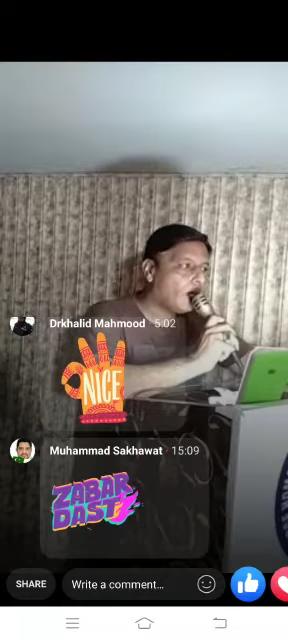 Drkhalid Mahmood · 5:02
NICE
Muhammad Sakhawat · 15:09
ZABAR
DAST
SHARE
Write a comment...